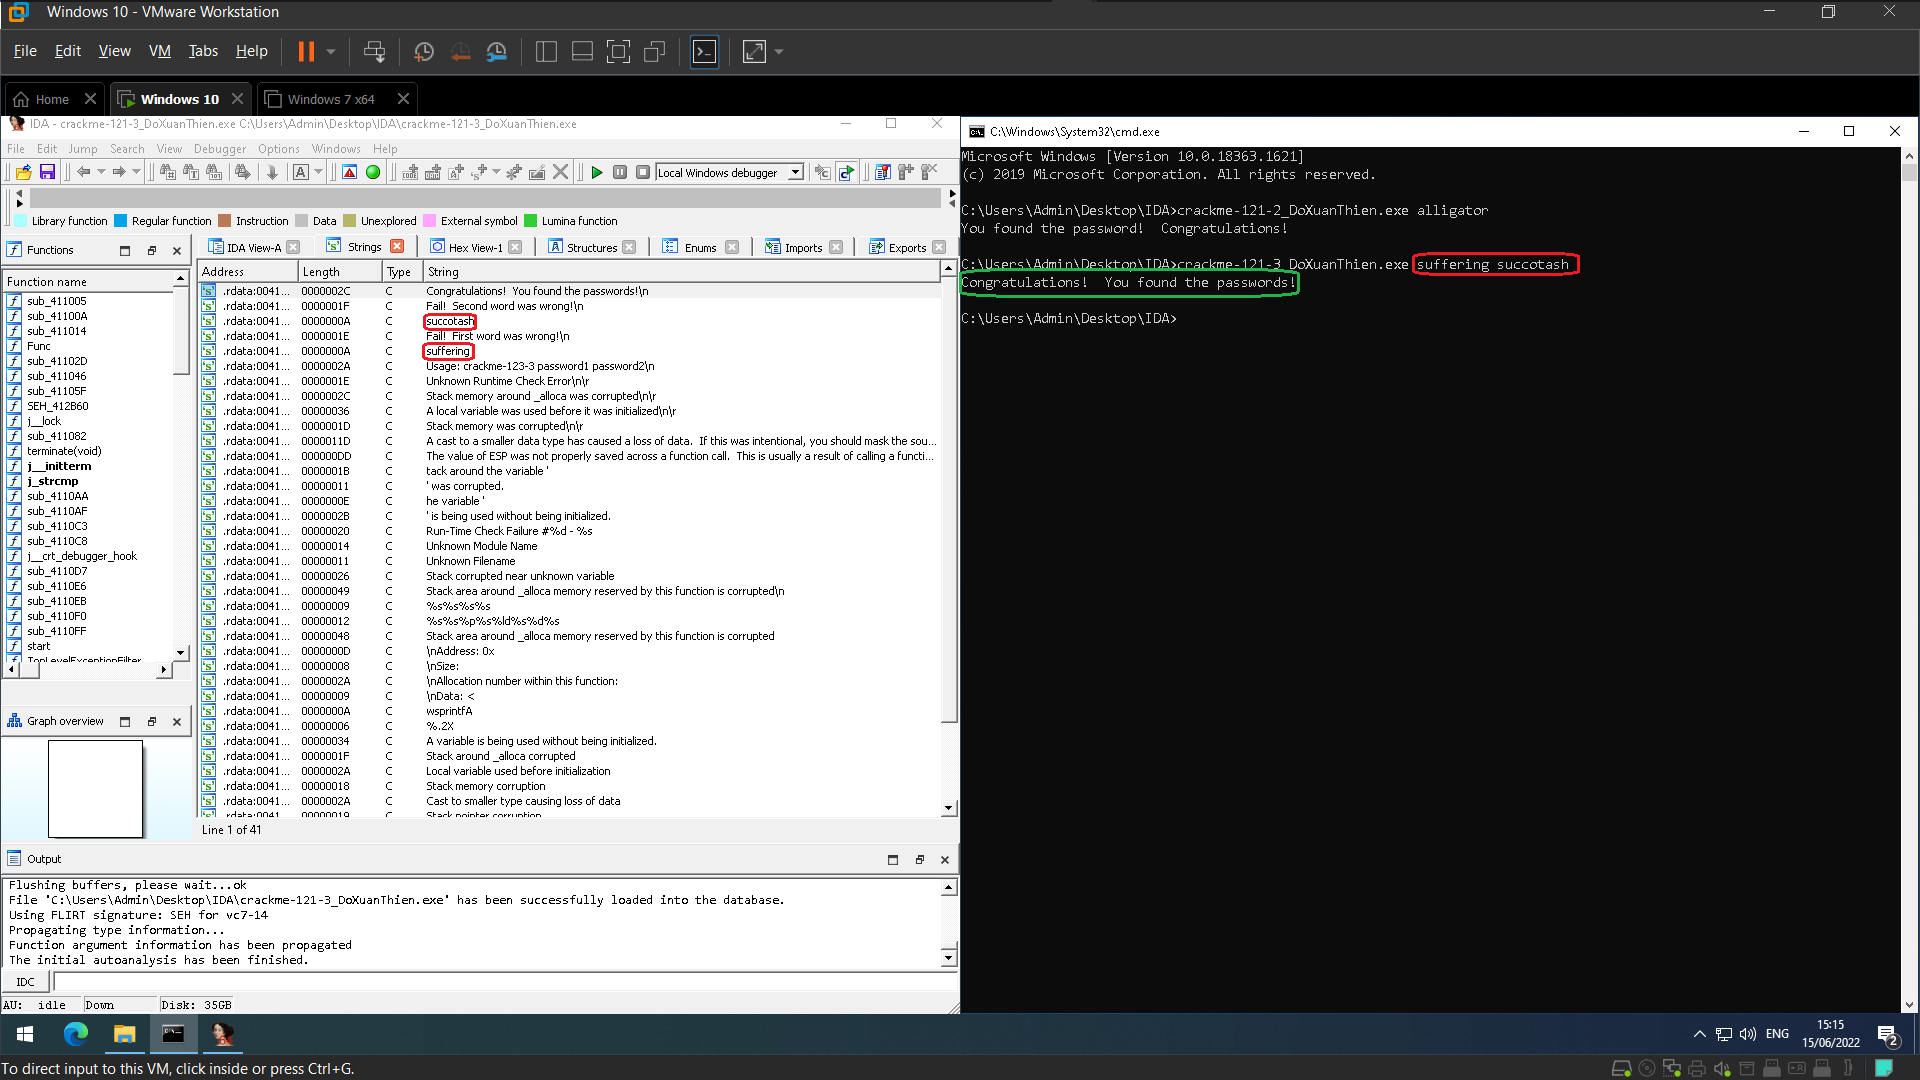 Windows 10 - VMware Workstation
File Edit View VM Tabs Help
Home Windows 10 Windows 7 x64
IDA - crackme-121-3_DoXuanThien.exe C:\Users\Admin\Desktop\IDA\crackme-121-3_DoXuanThien.exe
File Edit Jump Search View Debugger Options Windows Help
Local Windows debugger
Library function Regular function Instruction Data Unexplored External symbol Lumina function
Functions
IDA View-A Strings Hex View-1 Structures Enums Imports Exports
Function name
sub_411005
sub_41100A
sub_411014
Func
sub_41102D
sub_411046
sub_41105F
SEH_412B60
j__lock
sub_411082
terminate(void)
j__initterm
j_strcmp
sub_4110AA
sub_4110AF
sub_4110C3
sub_4110C8
j__crt_debugger_hook
sub_4110D7
sub_4110E6
sub_4110EB
sub_4110F0
sub_4110FF
start
TopLevelExceptionFilter
Graph overview
Address Length Type String
.rdata:0041... 0000002C C Congratulations!  You found the passwords!\n
.rdata:0041... 0000001F C Fail!  Second word was wrong!\n
.rdata:0041... 0000000A C succotash
.rdata:0041... 0000001E C Fail!  First word was wrong!\n
.rdata:0041... 0000000A C suffering
.rdata:0041... 0000002A C Usage: crackme-123-3 password1 password2\n
.rdata:0041... 0000001E C Unknown Runtime Check Error\n\r
.rdata:0041... 0000002C C Stack memory around _alloca was corrupted\n\r
.rdata:0041... 00000036 C A local variable was used before it was initialized\n\r
.rdata:0041... 0000001D C Stack memory was corrupted\n\r
.rdata:0041... 0000011D C A cast to a smaller data type has caused a loss of data.  If this was intentional, you should mask the sou...
.rdata:0041... 000000DD C The value of ESP was not properly saved across a function call.  This is usually a result of calling a functi...
.rdata:0041... 0000001B C tack around the variable '
.rdata:0041... 00000011 C ' was corrupted.
.rdata:0041... 0000000E C he variable '
.rdata:0041... 0000002B C ' is being used without being initialized.
.rdata:0041... 00000020 C Run-Time Check Failure #%d - %s
.rdata:0041... 00000014 C Unknown Module Name
.rdata:0041... 00000011 C Unknown Filename
.rdata:0041... 00000026 C Stack corrupted near unknown variable
.rdata:0041... 00000049 C Stack area around _alloca memory reserved by this function is corrupted\n
.rdata:0041... 00000009 C %s%s%s%s
.rdata:0041... 00000012 C %s%s%p%s%ld%s%d%s
.rdata:0041... 00000048 C Stack area around _alloca memory reserved by this function is corrupted
.rdata:0041... 0000000D C \nAddress: 0x
.rdata:0041... 00000008 C \nSize:
.rdata:0041... 0000002A C \nAllocation number within this function:
.rdata:0041... 00000009 C \nData: <
.rdata:0041... 0000000A C wsprintfA
.rdata:0041... 00000006 C %.2X
.rdata:0041... 00000034 C A variable is being used without being initialized.
.rdata:0041... 0000001F C Stack around _alloca corrupted
.rdata:0041... 0000002A C Local variable used before initialization
.rdata:0041... 00000018 C Stack memory corruption
.rdata:0041... 0000002A C Cast to smaller type causing loss of data
.rdata:0041... 00000019 C Stack pointer corruption
Line 1 of 41
Output
Flushing buffers, please wait...ok
File 'C:\Users\Admin\Desktop\IDA\crackme-121-3_DoXuanThien.exe' has been successfully loaded into the database.
Using FLIRT signature: SEH for vc7-14
Propagating type information...
Function argument information has been propagated
The initial autoanalysis has been finished.
IDC
AU: idle Down Disk: 35GB
C:\Windows\System32\cmd.exe
Microsoft Windows [Version 10.0.18363.1621]
(c) 2019 Microsoft Corporation. All rights reserved.
C:\Users\Admin\Desktop\IDA>crackme-121-2_DoXuanThien.exe alligator
You found the password!  Congratulations!
C:\Users\Admin\Desktop\IDA>crackme-121-3_DoXuanThien.exe suffering succotash
Congratulations!  You found the passwords!
C:\Users\Admin\Desktop\IDA>
ENG
15:15
15/06/2022
2
To direct input to this VM, click inside or press Ctrl+G.